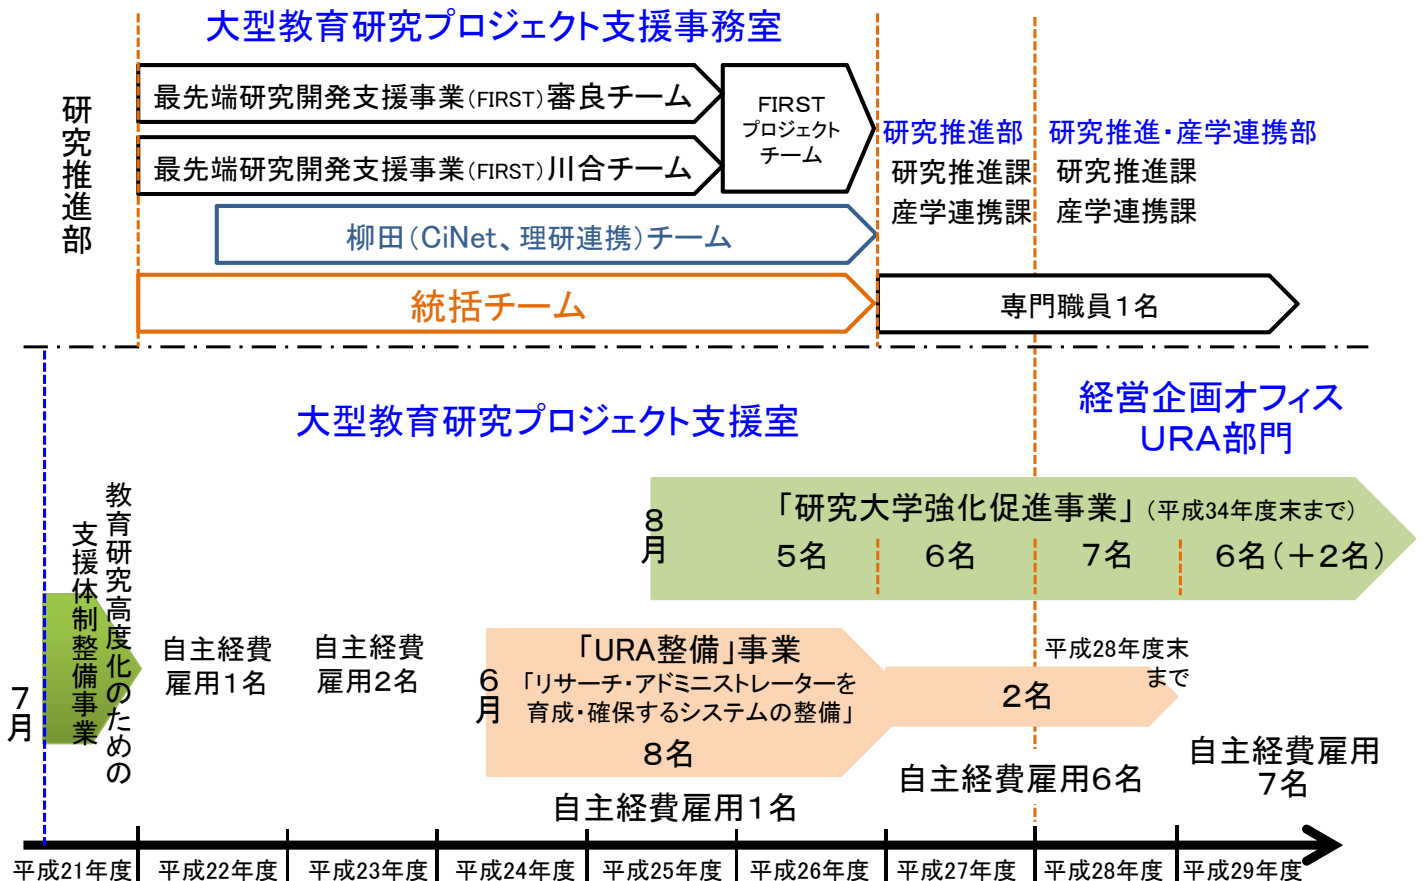 大型教育研究プロジェクト支援事務室
研究推進部
最先端研究開発支援事業(FIRST)審良チーム
最先端研究開発支援事業(FIRST)川合チーム
FIRST
プロジェクト
チーム
柳田(CiNet、理研連携)チーム
統括チーム
研究推進部
研究推進課
産学連携課
研究推進・産学連携部
研究推進課
産学連携課
専門職員1名
大型教育研究プロジェクト支援室
経営企画オフィス
URA部門
7月
教育研究高度化のための
支援体制整備事業
自主経費
雇用1名
自主経費
雇用2名
8月
「研究大学強化促進事業」(平成34年度末まで)
5名
6名
7名
6名(+2名)
6月
「URA整備」事業
「リサーチ・アドミニストレーターを
育成・確保するシステムの整備」
8名
平成28年度末
まで
2名
自主経費雇用1名
自主経費雇用6名
自主経費雇用
7名
平成21年度
平成22年度
平成23年度
平成24年度
平成25年度
平成26年度
平成27年度
平成28年度
平成29年度